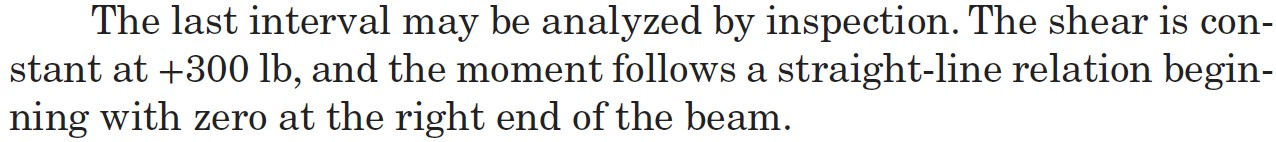 The last interval may be analyzed by inspection. The shear is con-
stant at +300 lb, and the moment follows a straight-line relation begin-
ning with zero at the right end of the beam.